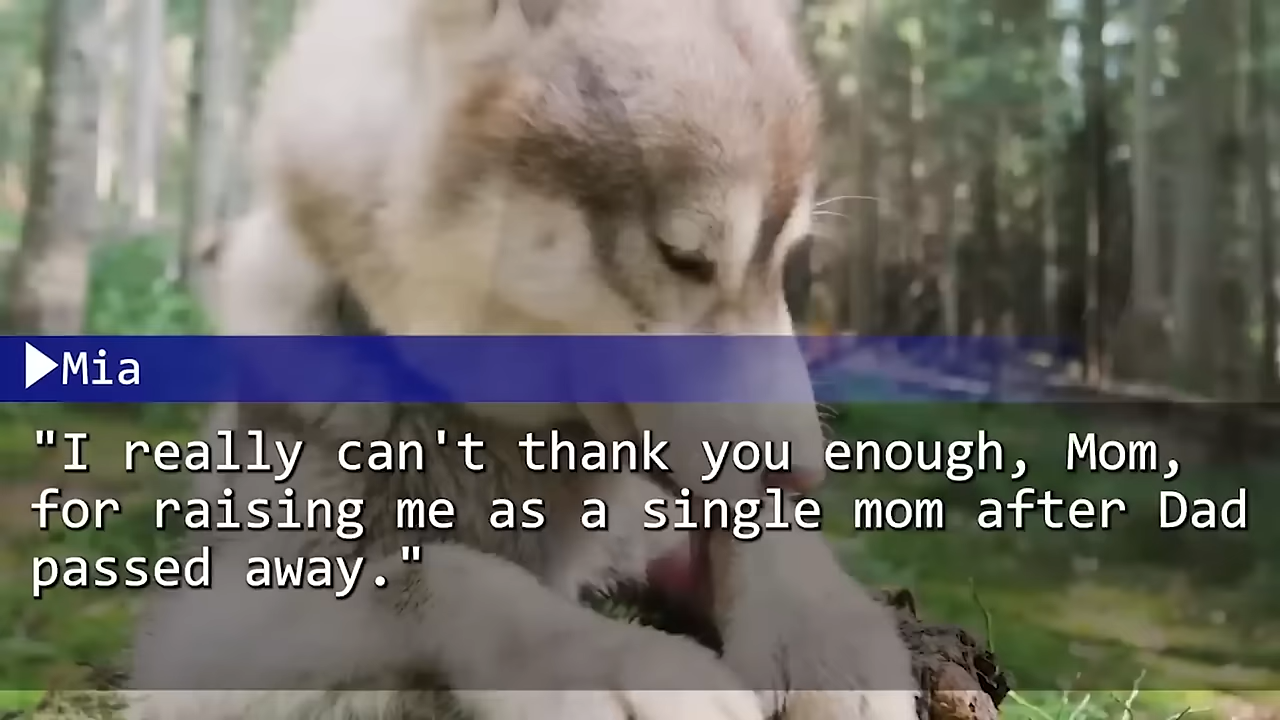 Mia
"I really can't thank you enough, Mom,
for raising me as a single mom after Dad
passed away."